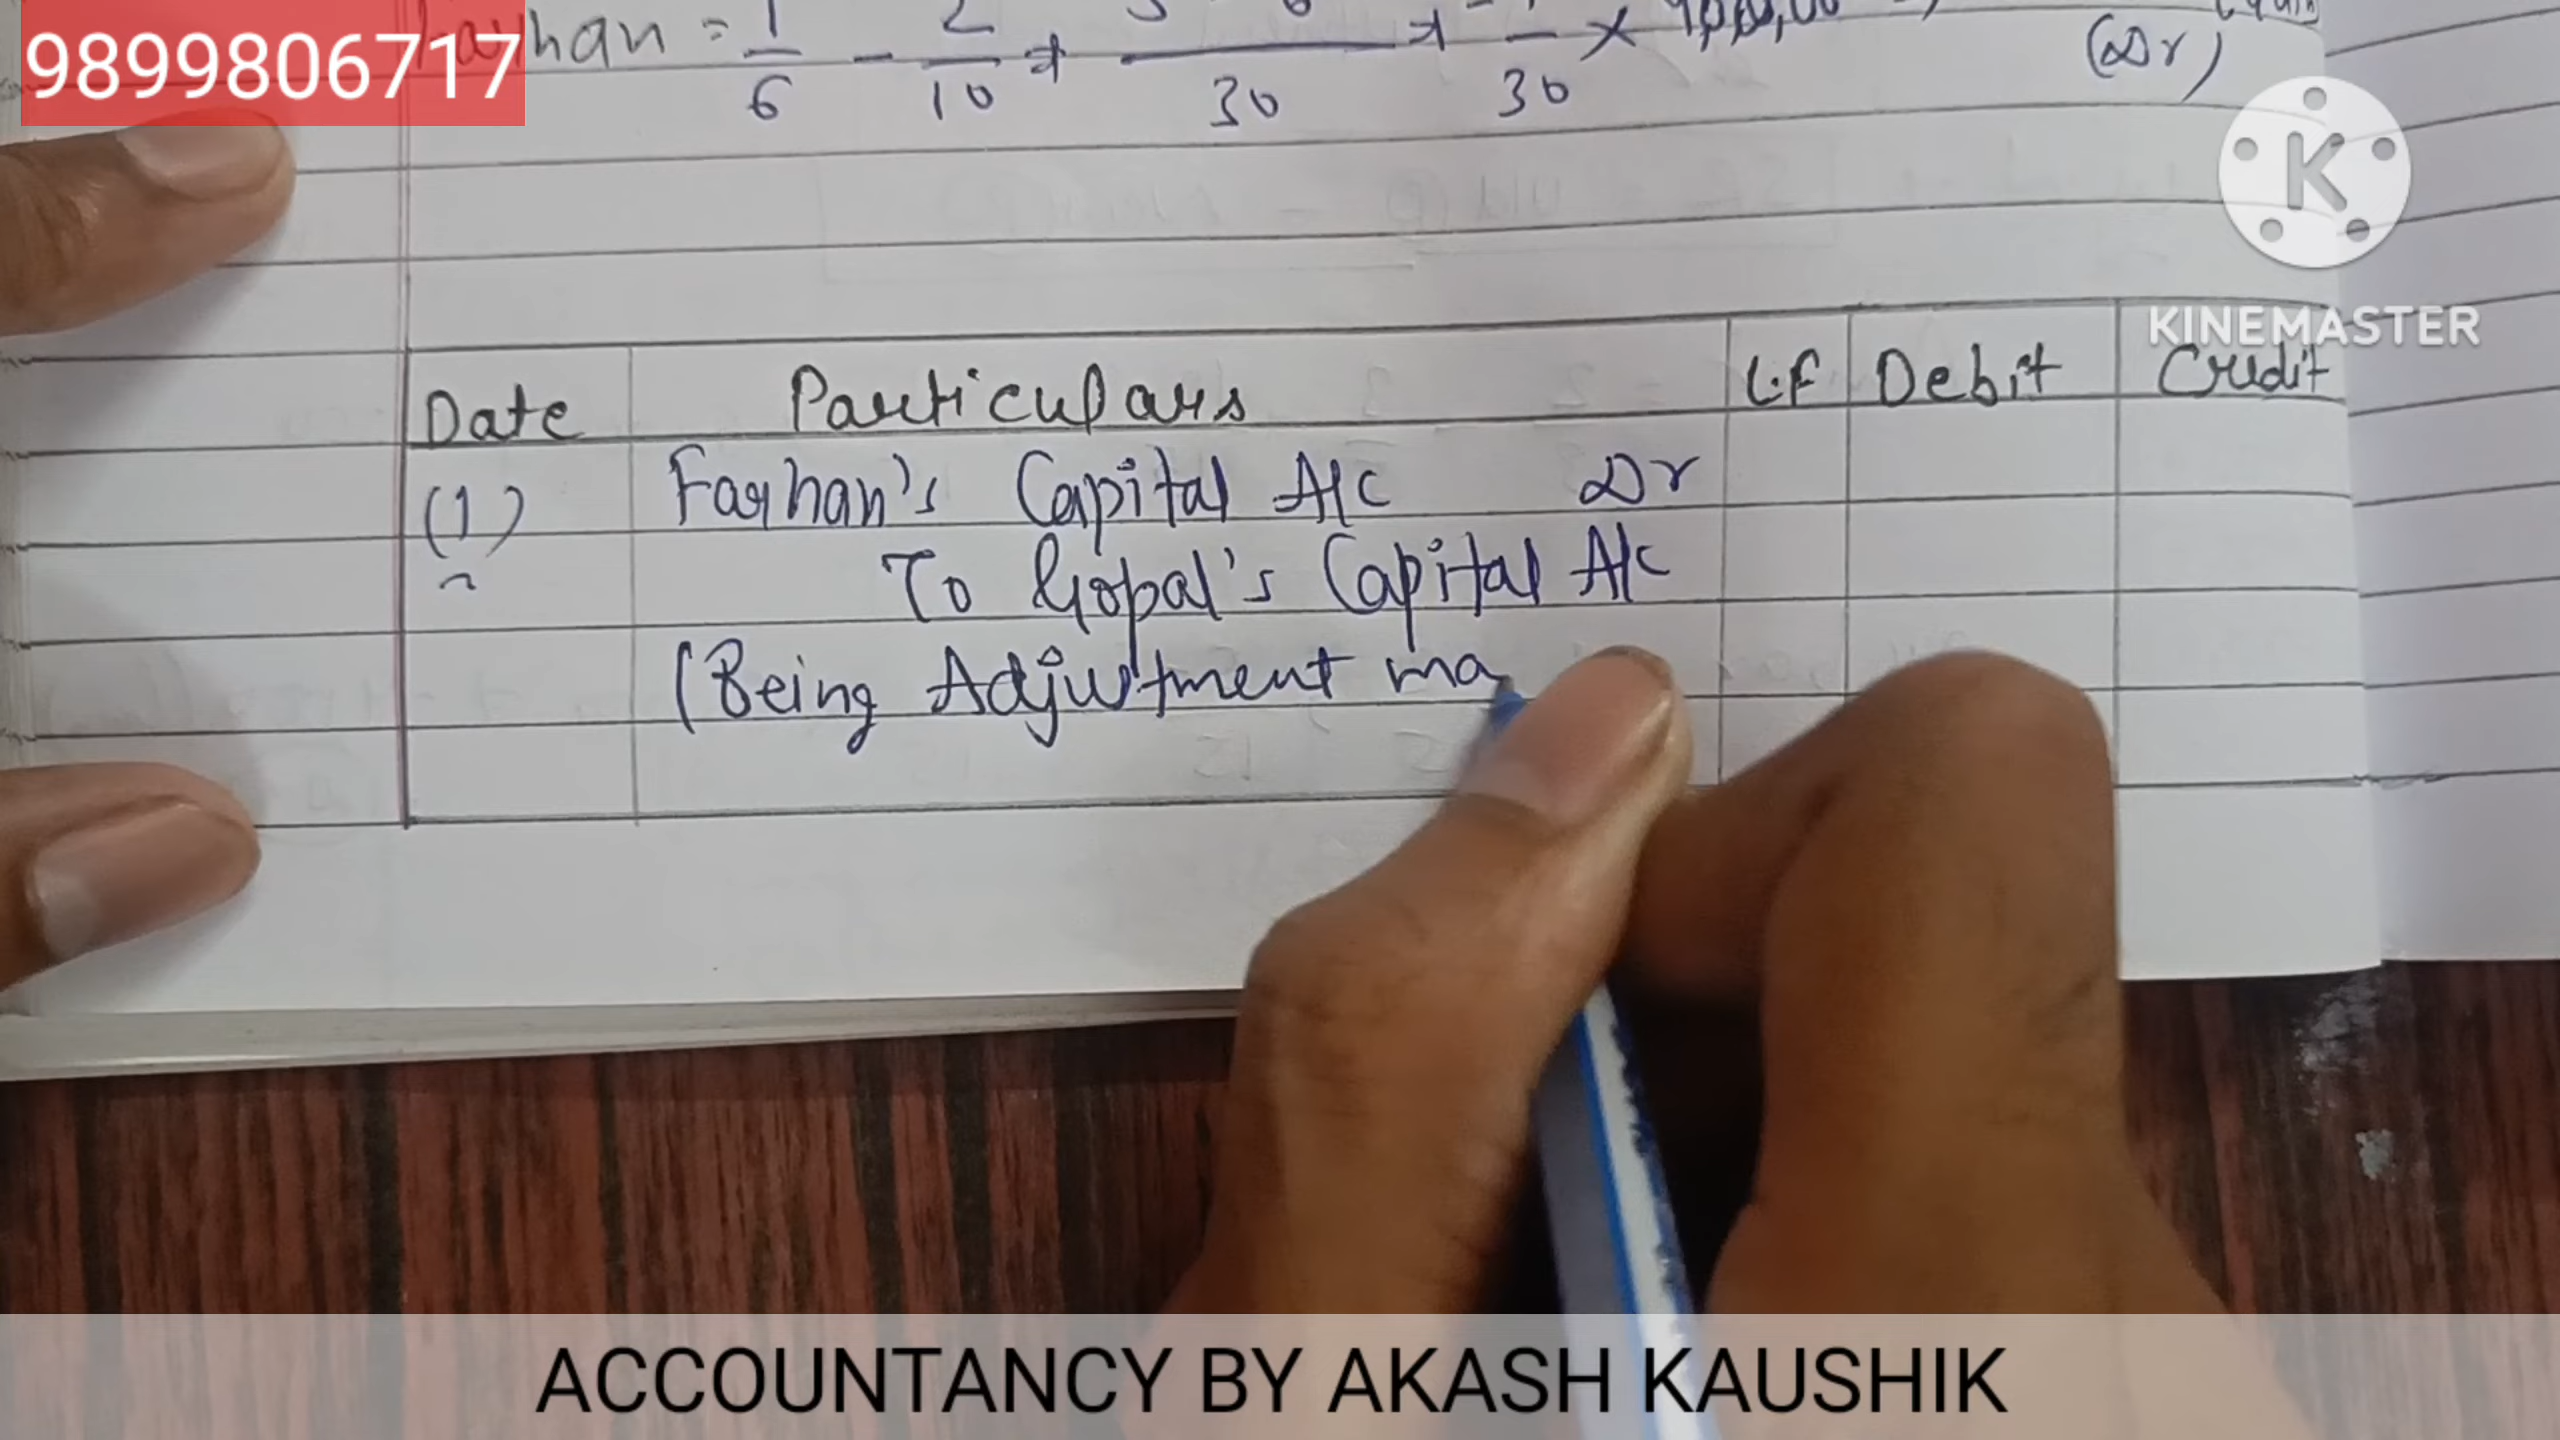 9899806717
Farhan = 1/6 - 2/10 ⇒ /30 ⇒ /30 ×
(Dr)
K
KINEMASTER
Date Particulars L.F Debit Credit
(1) Farhan's Capital A/c Dr
To Gopal's Capital A/c
(Being Adjustment ma
ACCOUNTANCY BY AKASH KAUSHIK